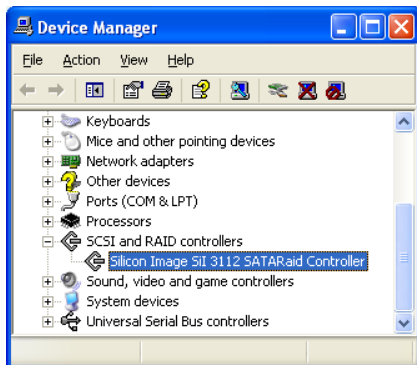 Device Manager
File Action View Help
Keyboards
Mice and other pointing devices
Network adapters
Other devices
Ports (COM & LPT)
Processors
SCSI and RAID controllers
Silicon Image SiI 3112 SATARaid Controller
Sound, video and game controllers
System devices
Universal Serial Bus controllers